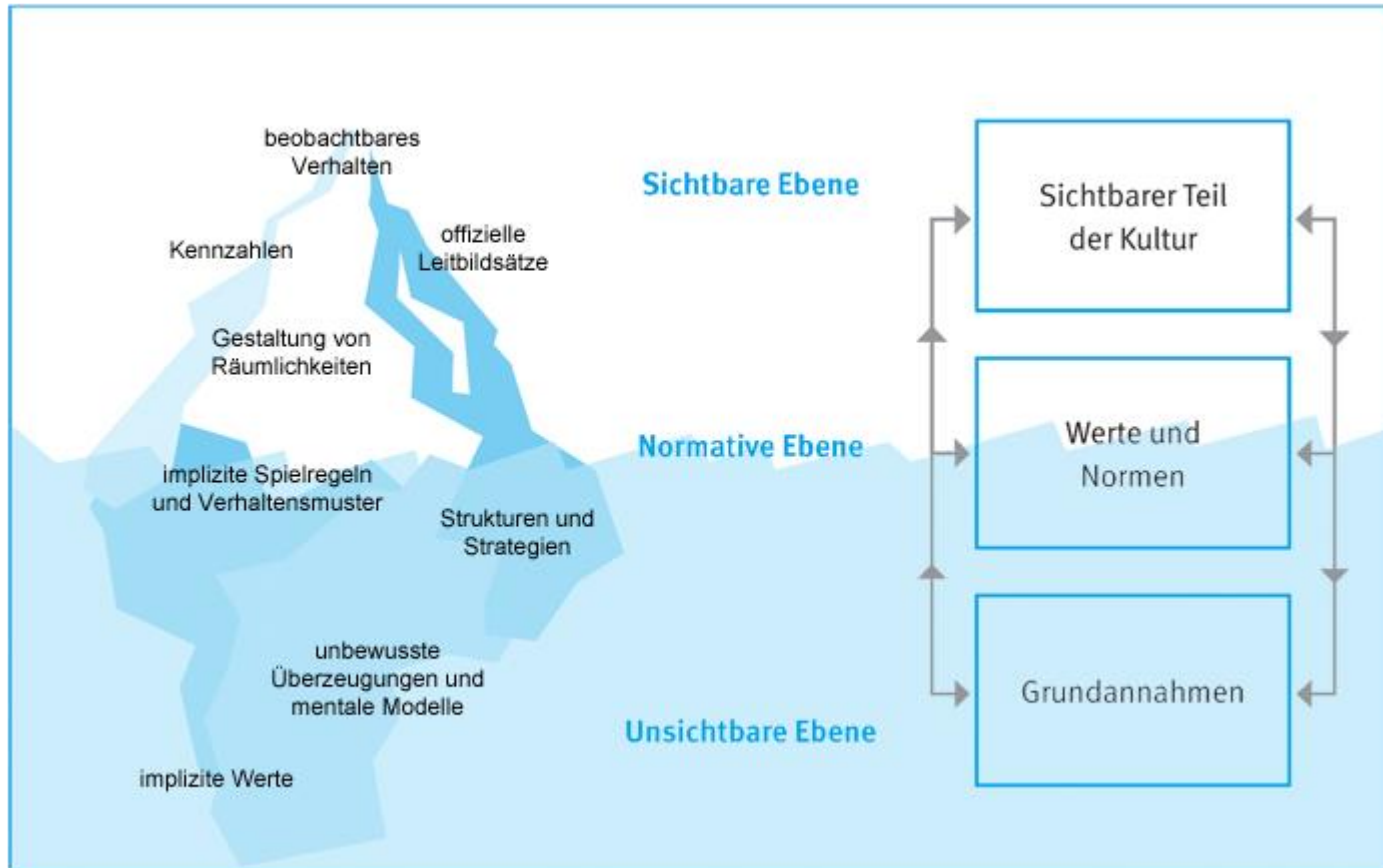 beobachtbares
Verhalten
Kennzahlen
offizielle
Leitbildsätze
Gestaltung von
Räumlichkeiten
implizite Spielregeln
und Verhaltensmuster
Strukturen und
Strategien
unbewusste
Überzeugungen und
mentale Modelle
implizite Werte
Sichtbare Ebene
Normative Ebene
Unsichtbare Ebene
Sichtbarer Teil
der Kultur
Werte und
Normen
Grundannahmen